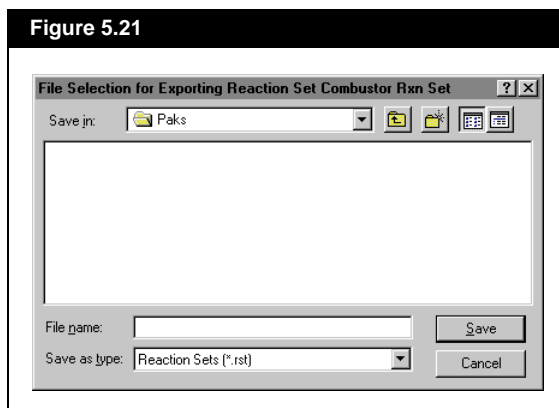 Figure 5.21
File Selection for Exporting Reaction Set Combustor Rxn Set
Save in: Paks
File name: Save
Save as type: Reaction Sets (*.rst) Cancel